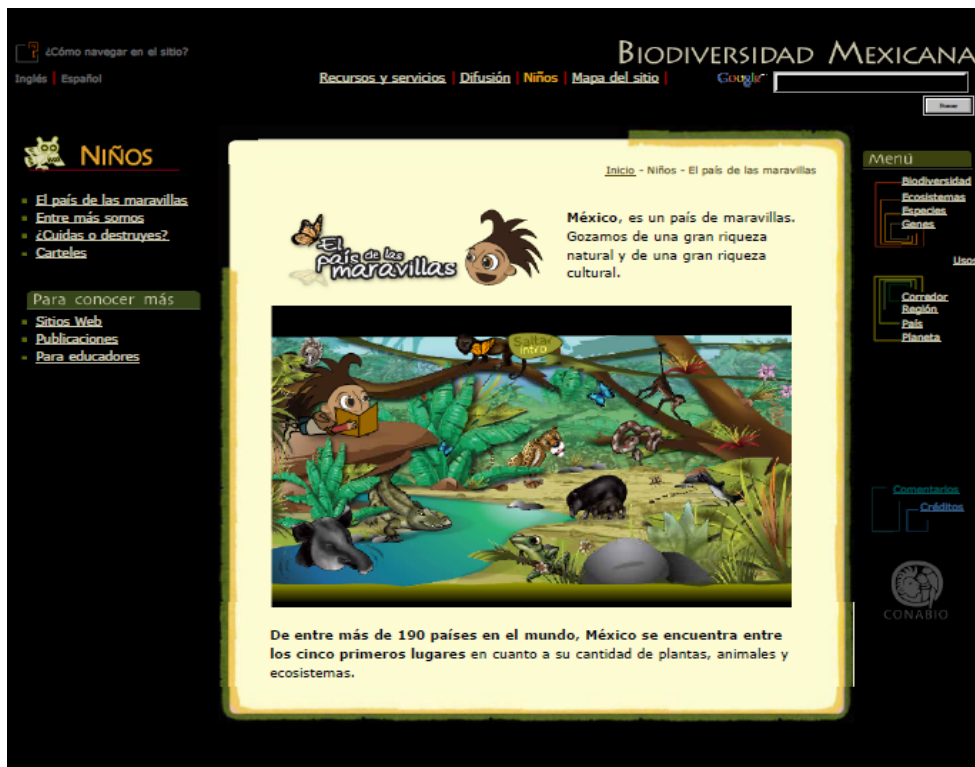 ¿Cómo navegar en el sitio?
BIODIVERSIDAD MEXICANA
Inglés | Español
Recursos y servicios | Difusión | Niños | Mapa del sitio |
Google
Buscar
NIÑOS
El país de las maravillas
Entre más somos
¿Cuidas o destruyes?
Carteles
Para conocer más
Sitios Web
Publicaciones
Para educadores
Inicio - Niños - El país de las maravillas
El
país de las
maravillas
México, es un país de maravillas.
Gozamos de una gran riqueza
natural y de una gran riqueza
cultural.
Saltar
intro
De entre más de 190 países en el mundo, México se encuentra entre
los cinco primeros lugares en cuanto a su cantidad de plantas, animales y
ecosistemas.
Menú
Biodiversidad
Ecosistemas
Especies
Genes
Usos
Corredor
Región
País
Planeta
Comentarios
Créditos
CONABIO